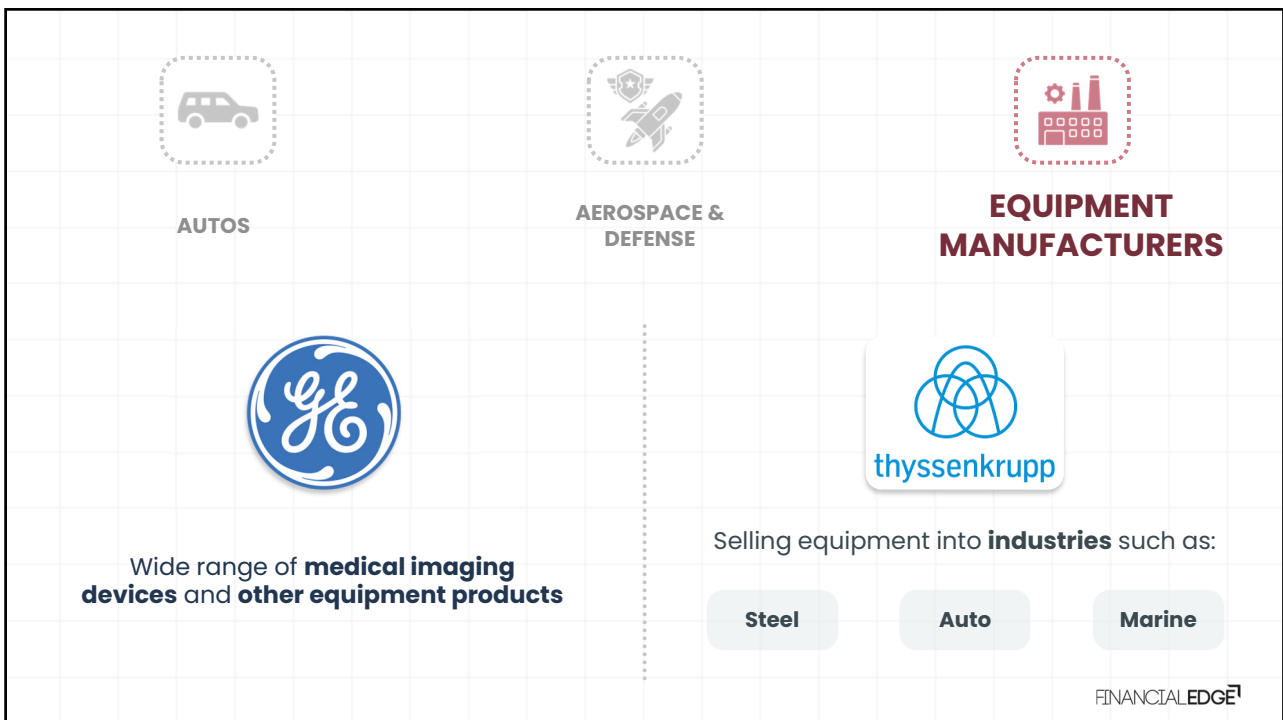 AUTOS
AEROSPACE &
DEFENSE
EQUIPMENT
MANUFACTURERS
GE
Wide range of medical imaging
devices and other equipment products
thyssenkrupp
Selling equipment into industries such as:
Steel
Auto
Marine
FINANCIALEDGE